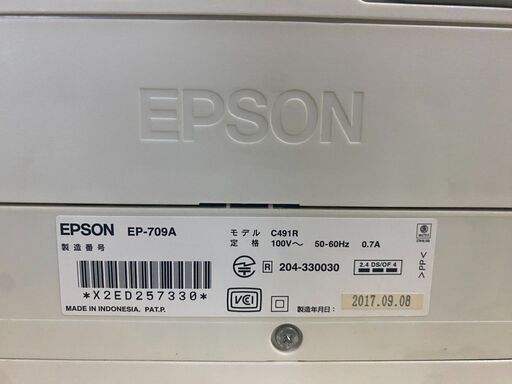 EPSON
EPSON EP-709A
製造番号
モデル C491R
定格 100V～ 50-60Hz 0.7A
R 204-330030
2.4 DS/OF 4
>PP<
*X2ED257330*
MADE IN INDONESIA. PAT.P.
VCI
製造年月日: 2017.09.08